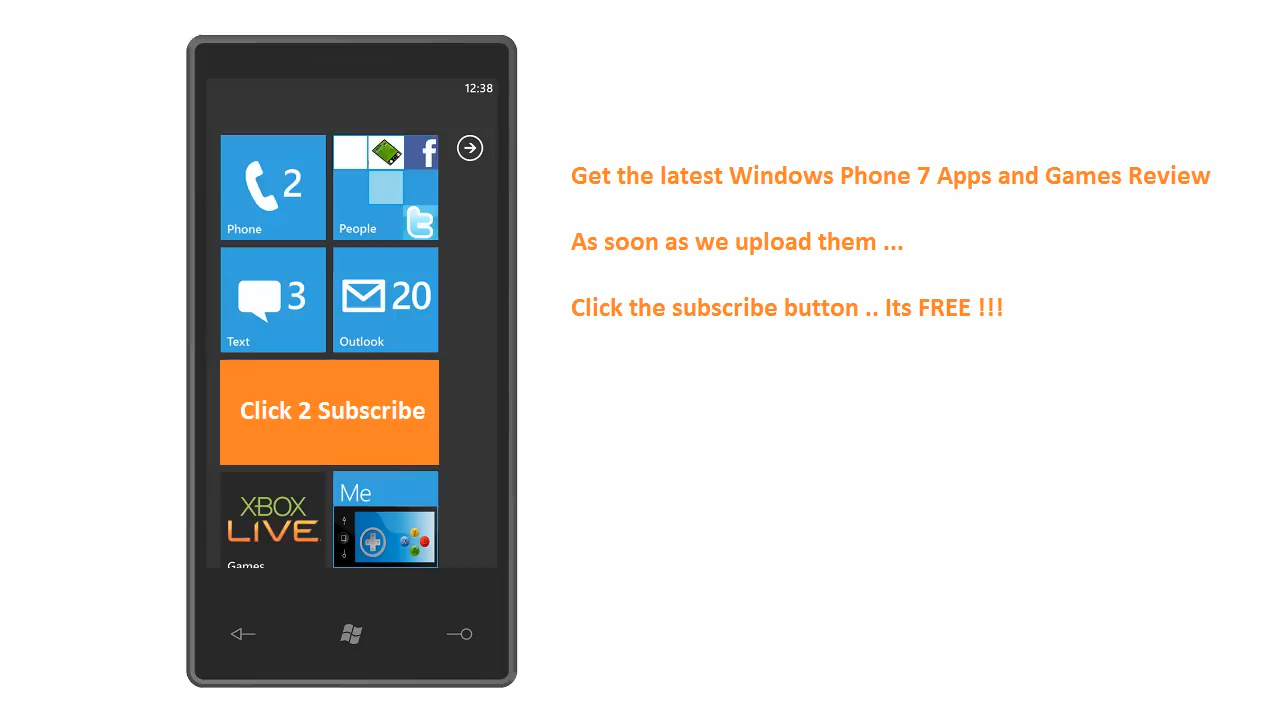 12:38
2
Phone
f
People
t
3
Text
20
Outlook
Click 2 Subscribe
XBOX
LIVE
Games
Me
Get the latest Windows Phone 7 Apps and Games Review
As soon as we upload them ...
Click the subscribe button .. Its FREE !!!